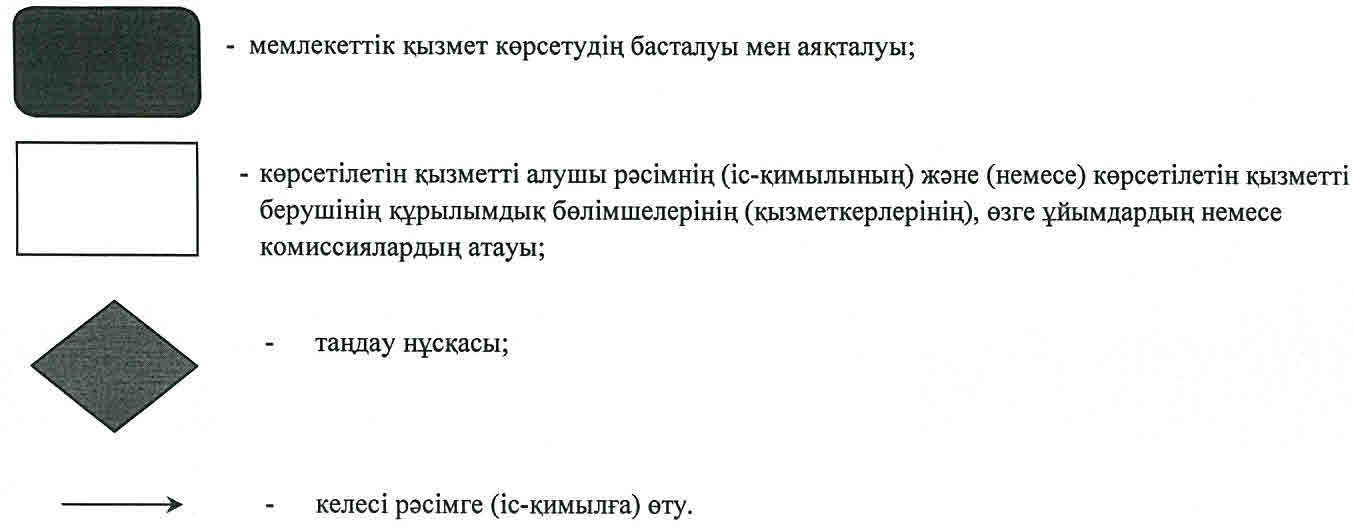 - мемлекеттік қызмет көрсетудің басталуы мен аяқталуы;
- көрсетілетін қызметті алушы рәсімнің (іс-қимылының) және (немесе) көрсетілетін қызметті
берушінің құрылымдық бөлімшелерінің (қызметкерлерінің), өзге ұйымдардың немесе
комиссиялардың атауы;
- таңдау нұсқасы;
- келесі рәсімге (іс-қимылға) өту.